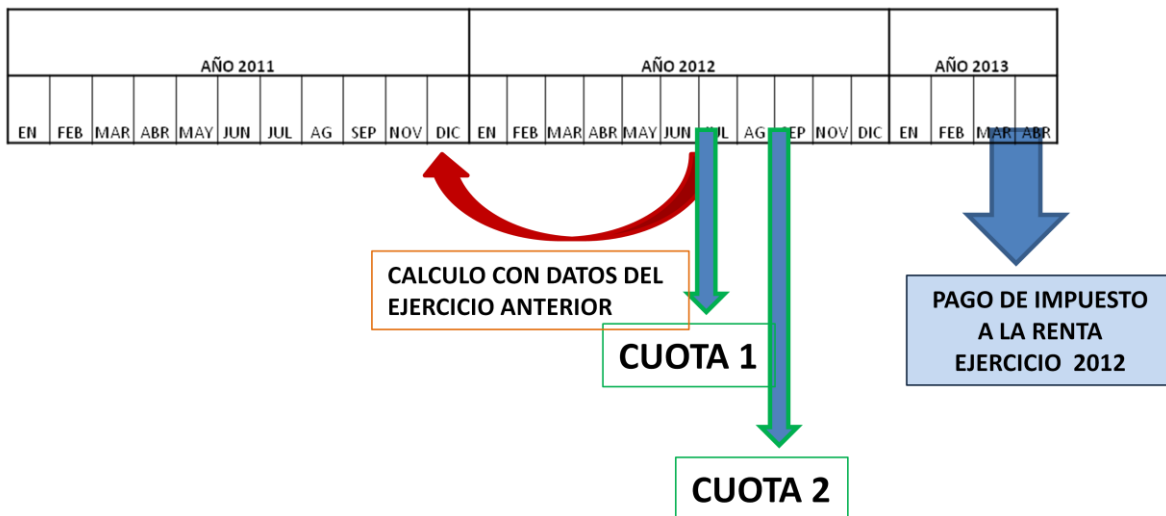 AÑO 2011 AÑO 2012 AÑO 2013
EN FEB MAR ABR MAY JUN JUL AG SEP NOV DIC EN FEB MAR ABR MAY JUN JUL AG SEP NOV DIC EN FEB MAR ABR
CALCULO CON DATOS DEL
EJERCICIO ANTERIOR
CUOTA 1
CUOTA 2
PAGO DE IMPUESTO
A LA RENTA
EJERCICIO 2012